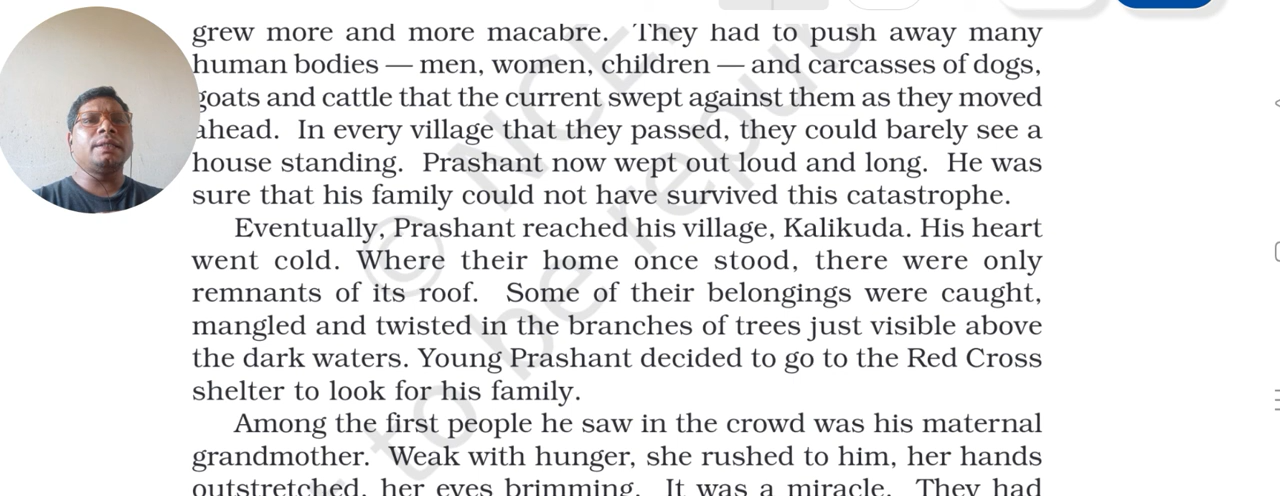 grew more and more macabre. They had to push away many
human bodies — men, women, children — and carcasses of dogs,
goats and cattle that the current swept against them as they moved
ahead. In every village that they passed, they could barely see a
house standing. Prashant now wept out loud and long. He was
sure that his family could not have survived this catastrophe.
Eventually, Prashant reached his village, Kalikuda. His heart
went cold. Where their home once stood, there were only
remnants of its roof. Some of their belongings were caught,
mangled and twisted in the branches of trees just visible above
the dark waters. Young Prashant decided to go to the Red Cross
shelter to look for his family.
Among the first people he saw in the crowd was his maternal
grandmother. Weak with hunger, she rushed to him, her hands
outstretched, her eyes brimming. It was a miracle. They had